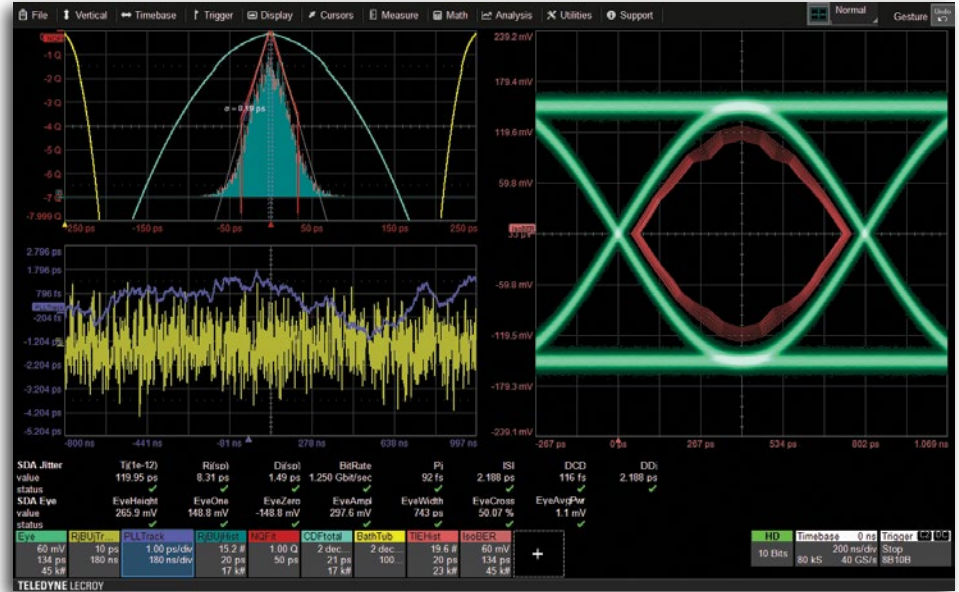 File Vertical Timebase Trigger Display Cursors Measure Math Analysis Utilities Support Normal Gesture Undo
-1 Q
-2 Q
-3 Q
-4 Q
-5 Q
-6 Q
-7
-7.999 Q
-250 ps -150 ps -50 ps 50 ps 150 ps 250 ps
239.2 mV
179.4 mV
119.6 mV
59.8 mV
-59.8 mV
-119.5 mV
-179.3 mV
-239.1 mV
-267 ps 0 ps 267 ps 534 ps 802 ps 1.069 ns
2.796 ps
1.796 ps
796 fs
-204 fs
-1.204 ps
-2.204 ps
-3.204 ps
-4.204 ps
-5.204 ps
-800 ns -441 ns -81 ns 278 ns 638 ns 997 ns
SDA Jitter Tj(1e-12) Rj(sp) Dj(sp) BitRate Pj ISI DCD DDj
value 119.95 ps 8.31 ps 1.49 ps 1.250 Gbit/sec 92 fs 2.188 ps 116 fs 2.188 ps
status
SDA Eye EyeHeight EyeOne EyeZero EyeAmpl EyeWidth EyeCross EyeAvgPwr
value 265.9 mV 148.8 mV -148.8 mV 297.6 mV 743 ps 50.07 % 1.1 mV
status
Eye RjBUjTr... PLLTrack RjBUjHist NQFit CDFtotal BathTub TIEHist IsoBER
60 mV 10 ps 1.00 ps/div 15.2 # 1.00 Q 2 dec... 2 dec... 19.6 # 60 mV
134 ps 180 ns 180 ns/div 20 ps 50 ps 21 ps 100... 20 ps 134 ps
45 k# 17 k# 17 k# 23 k# 45 k#
+
HD Timebase 0 ns Trigger C2 DC
10 Bits 200 ns/div Stop
80 kS 40 GS/s 8B10B
TELEDYNE LECROY